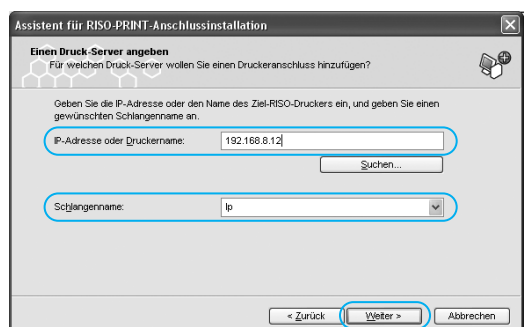 Assistent für RISO-PRINT-Anschlussinstallation
Einen Druck-Server angeben
Für welchen Druck-Server wollen Sie einen Druckeranschluss hinzufügen?
Geben Sie die IP-Adresse oder den Name des Ziel-RISO-Druckers ein, und geben Sie einen
gewünschten Schlangenname an.
IP-Adresse oder Druckername: 192.168.8.12
Suchen...
Schlangenname: lp
< Zurück Weiter > Abbrechen